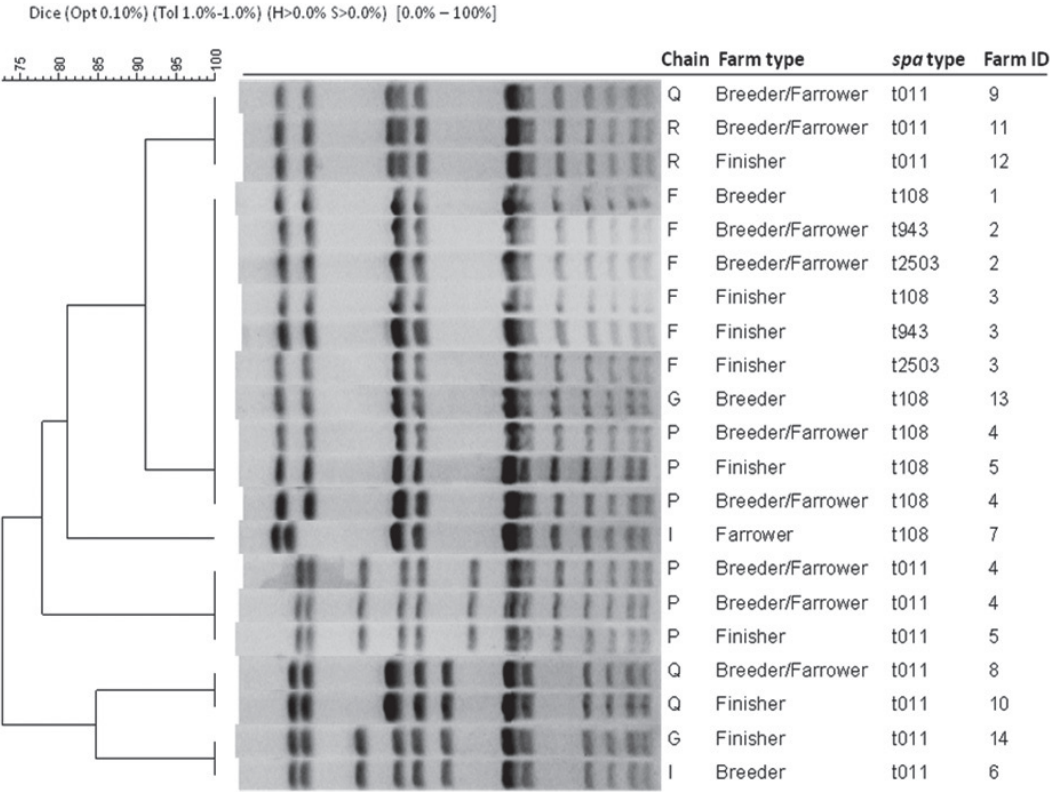 Dice (Opt 0.10%) (Tol 1.0%-1.0%) (H>0.0% S>0.0%) [0.0% – 100%]
75 80 85 90 95 100
Chain Farm type spa type Farm ID
Q Breeder/Farrower t011 9
R Breeder/Farrower t011 11
R Finisher t011 12
F Breeder t108 1
F Breeder/Farrower t943 2
F Breeder/Farrower t2503 2
F Finisher t108 3
F Finisher t943 3
F Finisher t2503 3
G Breeder t108 13
P Breeder/Farrower t108 4
P Finisher t108 5
P Breeder/Farrower t108 4
I Farrower t108 7
P Breeder/Farrower t011 4
P Breeder/Farrower t011 4
P Finisher t011 5
Q Breeder/Farrower t011 8
Q Finisher t011 10
G Finisher t011 14
I Breeder t011 6